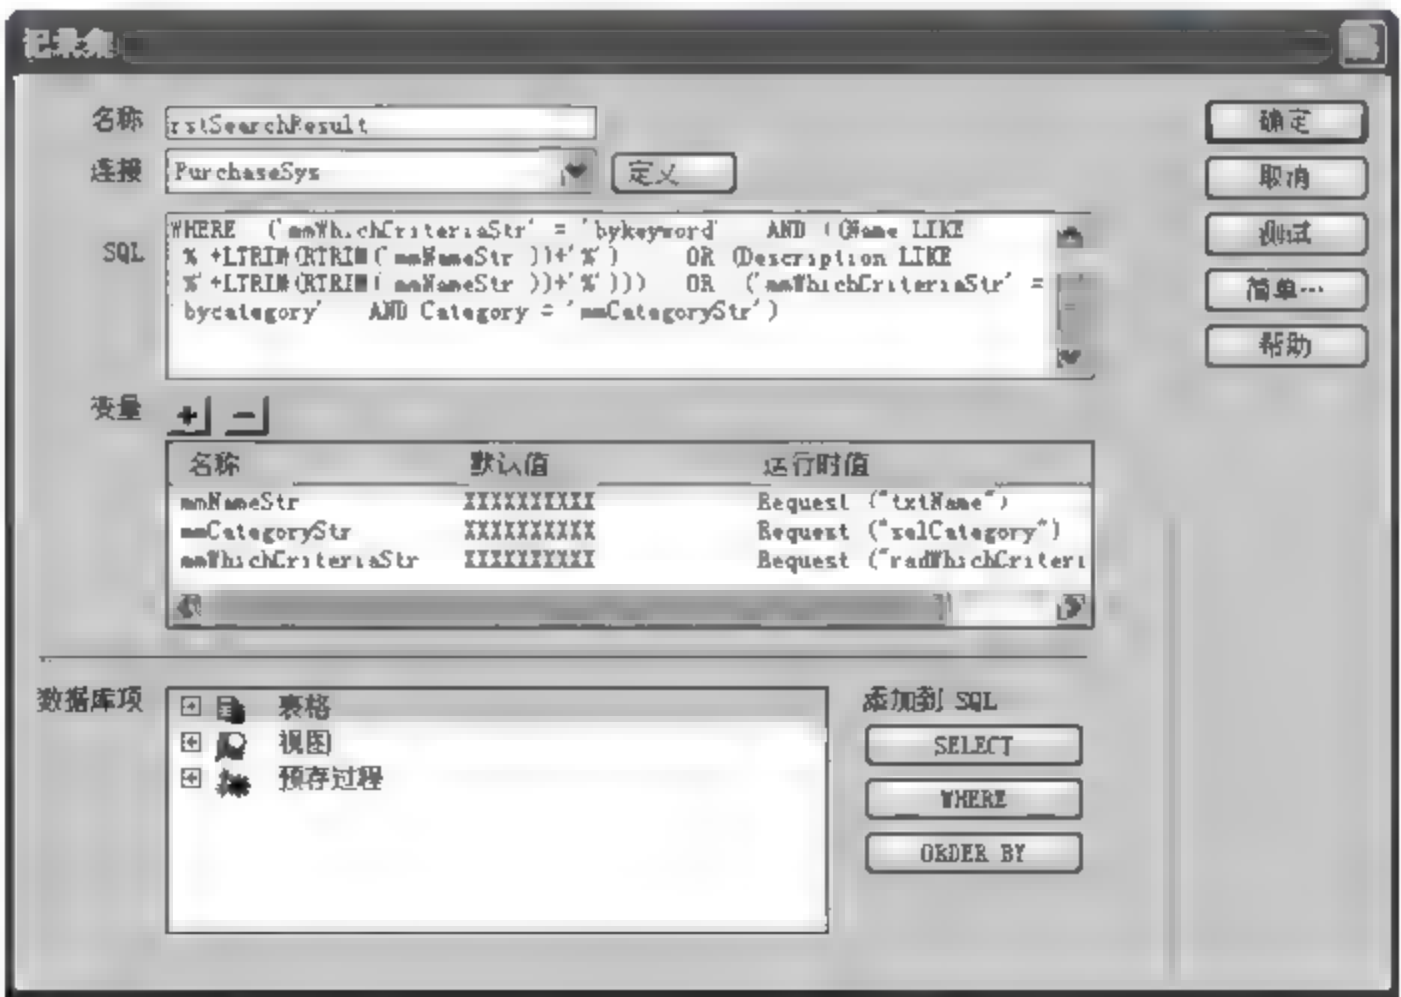 记录集
名称 rstSearchResult
连接 PurchaseSys 定义
SQL
WHERE ('mmWhichCriteriaStr' = 'bykeyword' AND ((Name LIKE
'%'+LTRIM(RTRIM('mmNameStr'))+'%') OR (Description LIKE
'%'+LTRIM(RTRIM('mmNameStr'))+'%'))) OR ('mmWhichCriteriaStr' =
'bycategory' AND Category = 'mmCategoryStr')
确定
取消
测试
简单…
帮助
变量 + −
名称 默认值 运行时值
mmNameStr XXXXXXXXXX Request ("txtName")
mmCategoryStr XXXXXXXXXX Request ("selCategory")
mmWhichCriteriaStr XXXXXXXXXX Request ("radWhichCriteri
数据库项
表格
视图
预存过程
添加到 SQL
SELECT
WHERE
ORDER BY